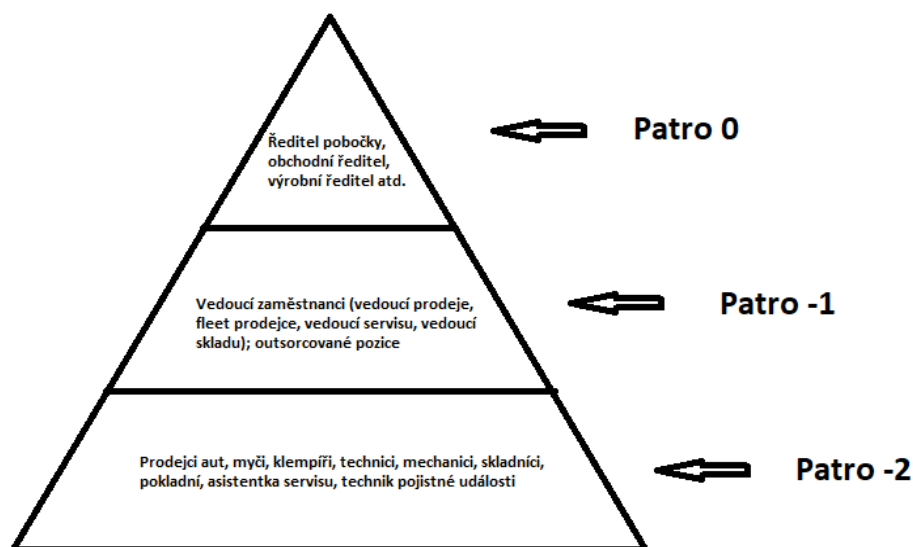 Ředitel pobočky,
obchodní ředitel,
výrobní ředitel atd.
Patro 0
Vedoucí zaměstnanci (vedoucí prodeje,
fleet prodejce, vedoucí servisu, vedoucí
skladu); outsorcované pozice
Patro -1
Prodejci aut, myči, klempíři, technici, mechanici, skladníci,
pokladní, asistentka servisu, technik pojistné události
Patro -2